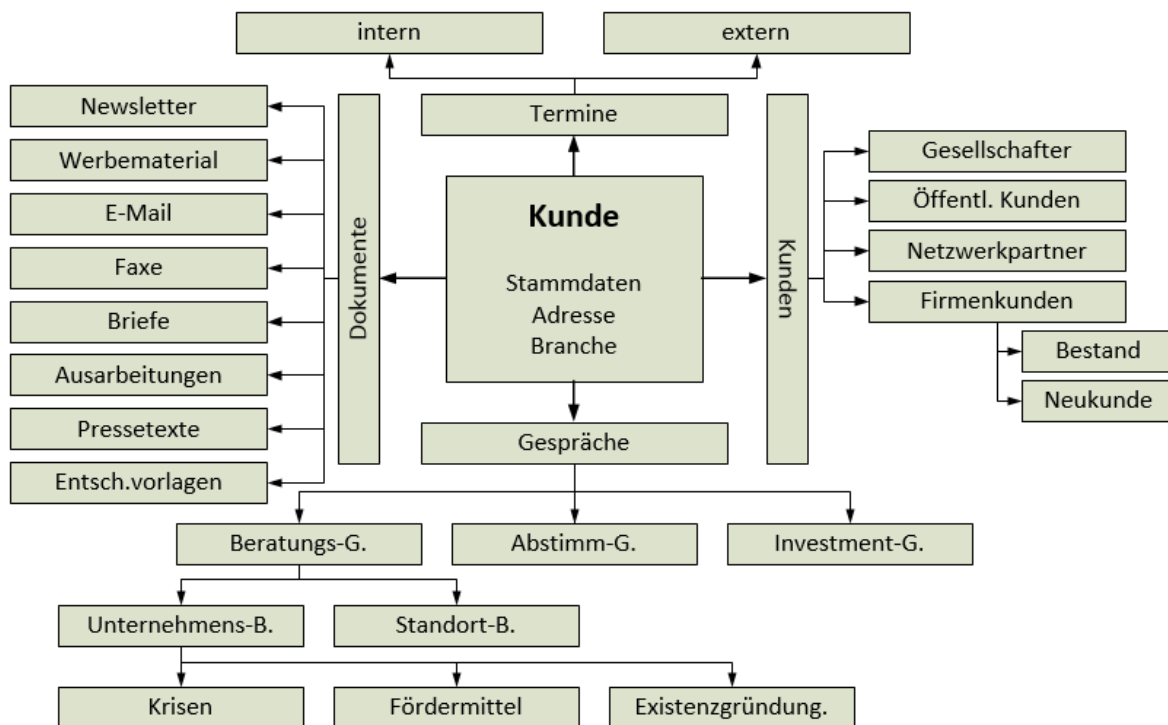 intern
extern
Termine
Newsletter
Werbematerial
E-Mail
Faxe
Briefe
Ausarbeitungen
Pressetexte
Entsch.vorlagen
Dokumente
Kunde
Stammdaten
Adresse
Branche
Kunden
Gesellschafter
Öffentl. Kunden
Netzwerkpartner
Firmenkunden
Bestand
Neukunde
Gespräche
Beratungs-G.
Abstimm-G.
Investment-G.
Unternehmens-B.
Standort-B.
Krisen
Fördermittel
Existenzgründung.